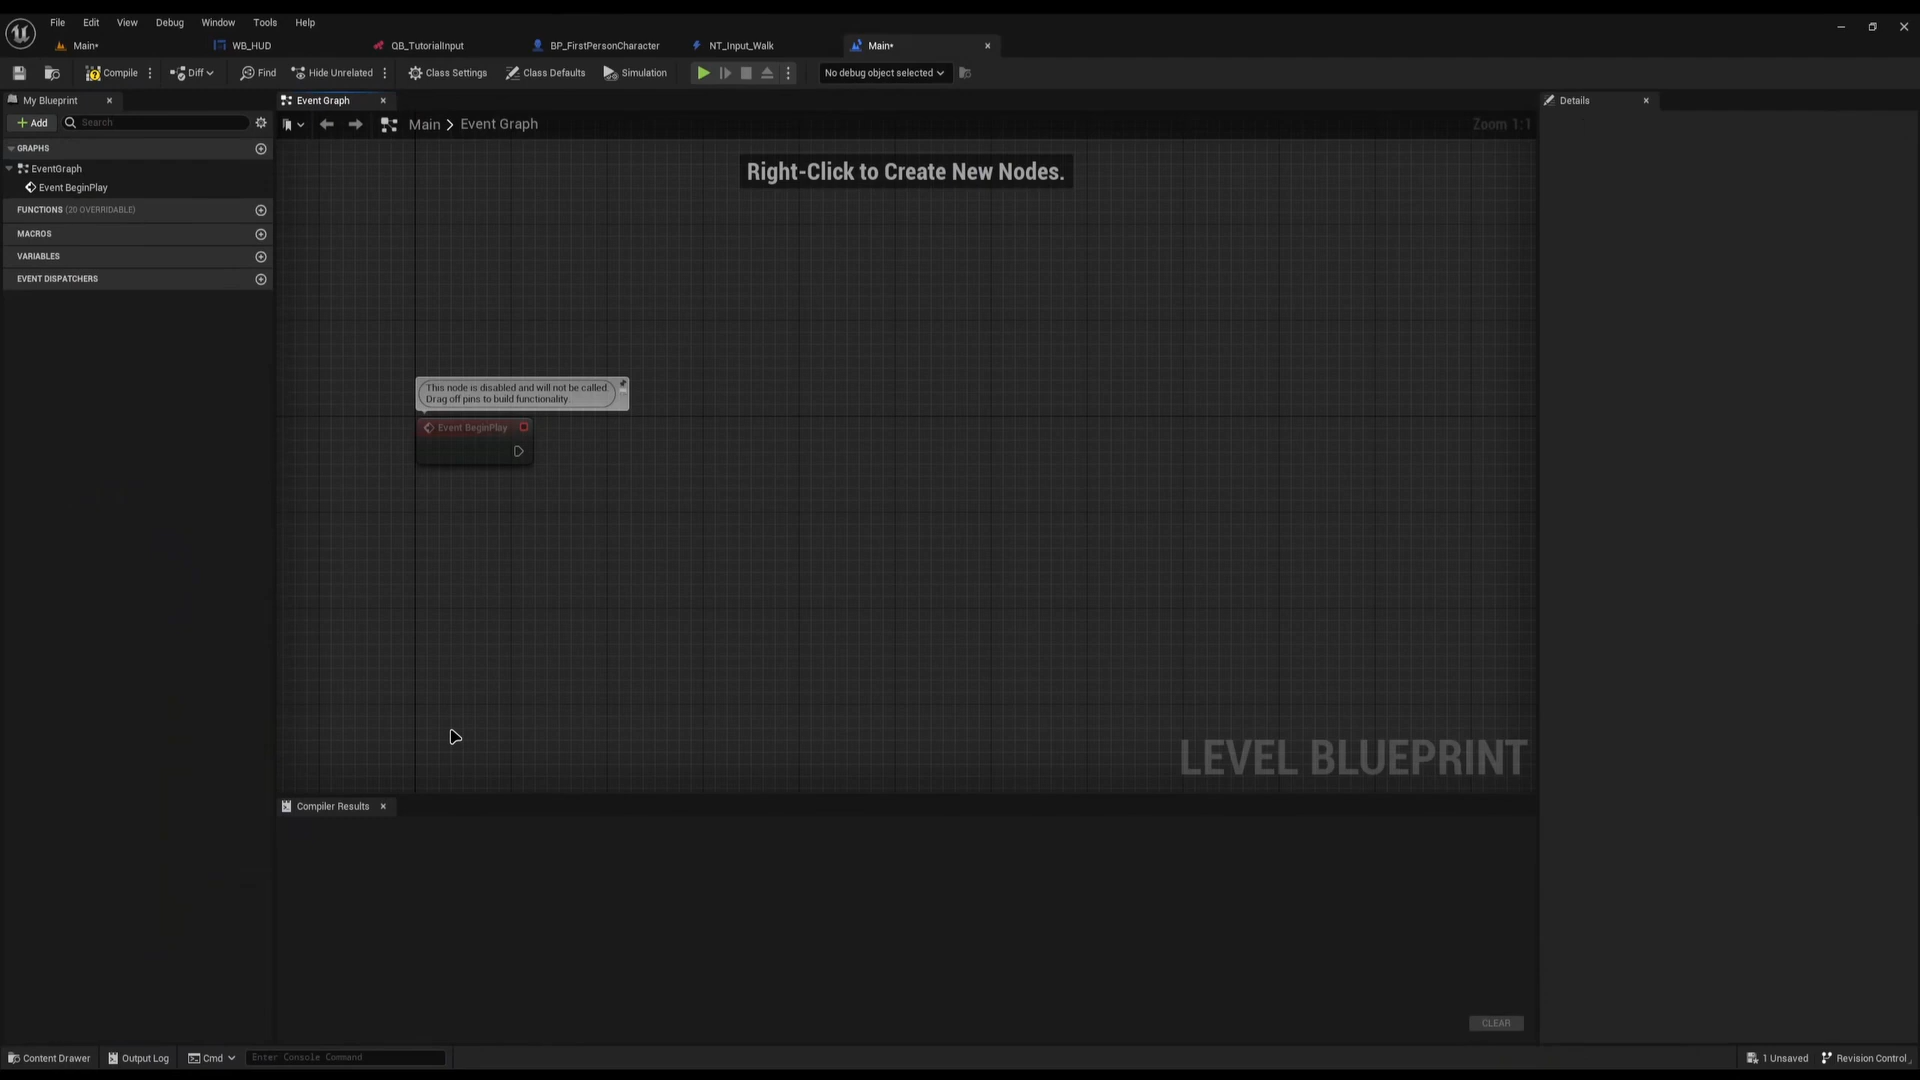 File Edit View Debug Window Tools Help
Main* WB_HUD QB_TutorialInput BP_FirstPersonCharacter NT_Input_Walk Main*
Compile Diff Find Hide Unrelated Class Settings Class Defaults Simulation No debug object selected
My Blueprint Event Graph Details
Add Search Main > Event Graph Zoom 1:1
GRAPHS
EventGraph
Event BeginPlay
FUNCTIONS (20 OVERRIDABLE)
MACROS
VARIABLES
EVENT DISPATCHERS
Right-Click to Create New Nodes.
This node is disabled and will not be called.
Drag off pins to build functionality.
Event BeginPlay
LEVEL BLUEPRINT
Compiler Results
CLEAR
Content Drawer Output Log Cmd Enter Console Command 1 Unsaved Revision Control